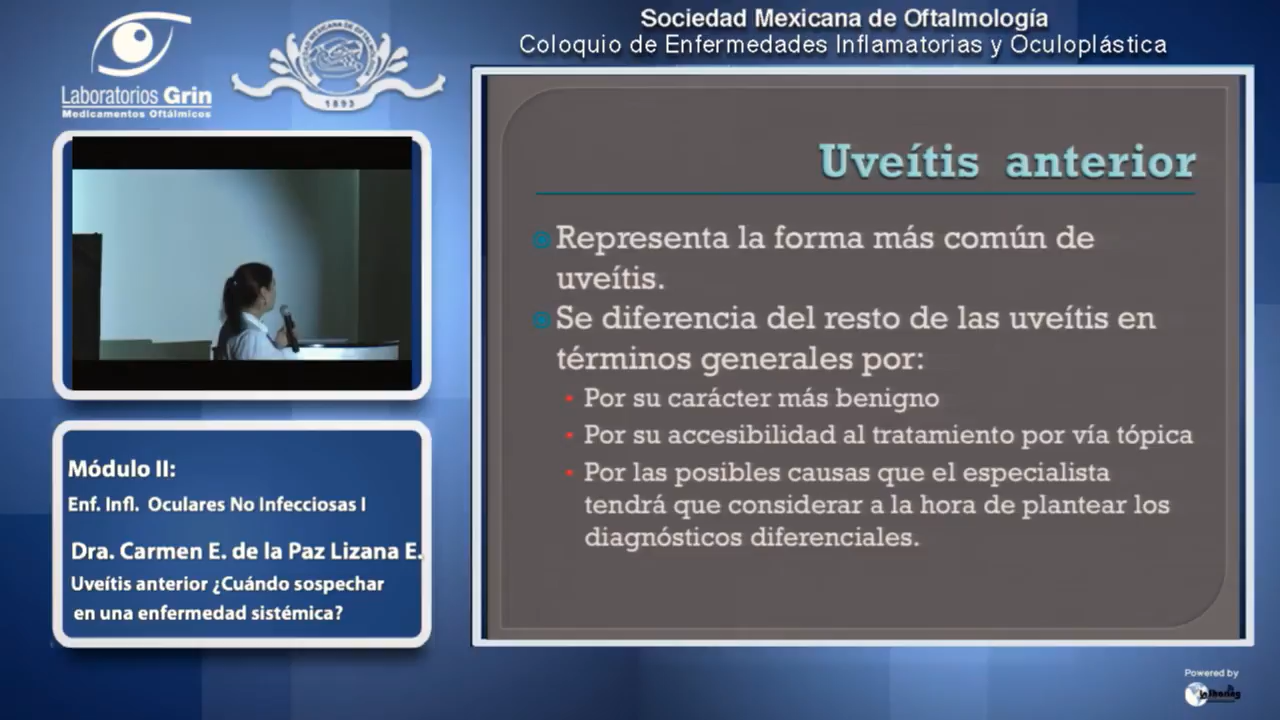 Sociedad Mexicana de Oftalmología
Coloquio de Enfermedades Inflamatorias y Oculoplástica
Laboratorios Grin
Medicamentos Oftálmicos
1893
Uveítis anterior
Representa la forma más común de
uveítis.
Se diferencia del resto de las uveítis en
términos generales por:
Por su carácter más benigno
Por su accesibilidad al tratamiento por vía tópica
Por las posibles causas que el especialista
tendrá que considerar a la hora de plantear los
diagnósticos diferenciales.
Módulo II:
Enf. Infl. Oculares No Infecciosas I
Dra. Carmen E. de la Paz Lizana E.
Uveítis anterior ¿Cuándo sospechar
en una enfermedad sistémica?
Powered by